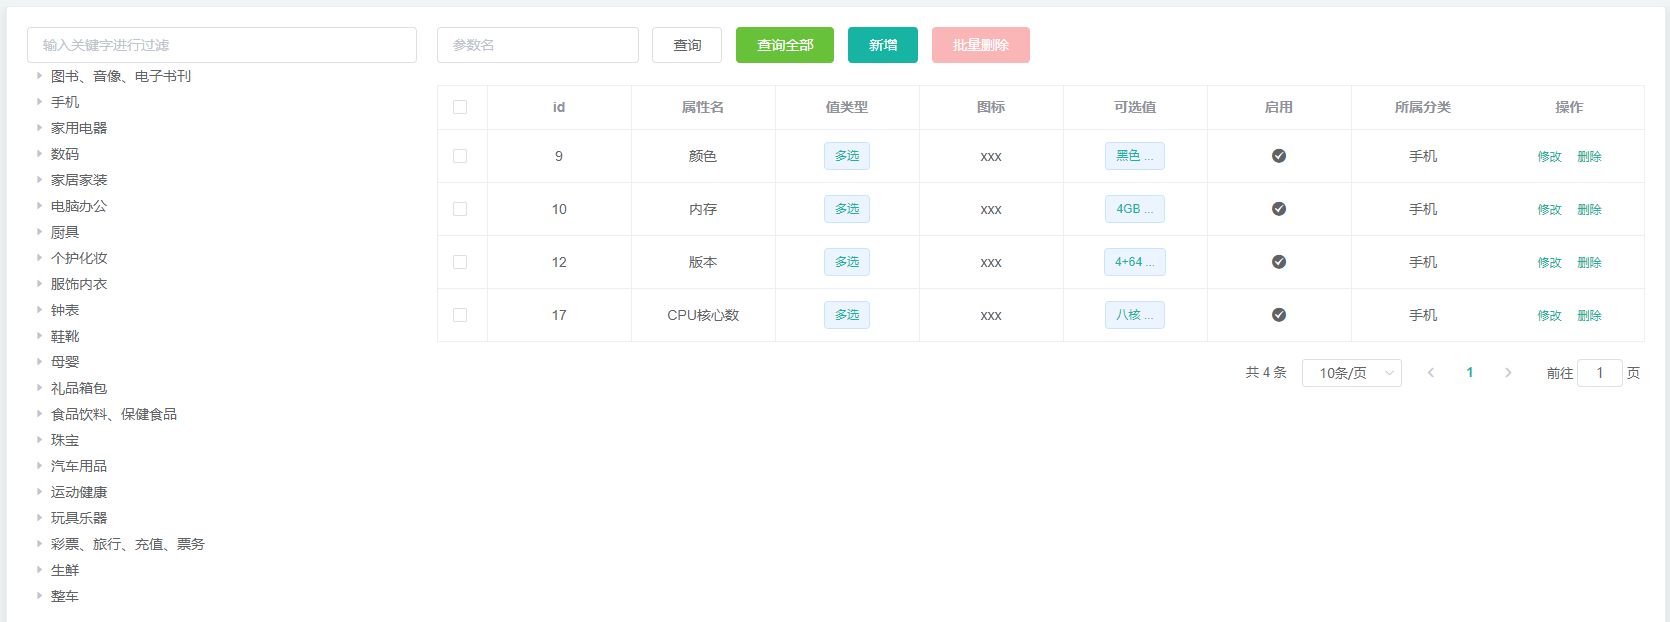 输入关键字进行过滤
图书、音像、电子书刊
手机
家用电器
数码
家居家装
电脑办公
厨具
个护化妆
服饰内衣
钟表
鞋靴
母婴
礼品箱包
食品饮料、保健食品
珠宝
汽车用品
运动健康
玩具乐器
彩票、旅行、充值、票务
生鲜
整车
参数名 查询 查询全部 新增 批量删除
id 属性名 值类型 图标 可选值 启用 所属分类 操作
9 颜色 多选 xxx 黑色 ... 手机 修改 删除
10 内存 多选 xxx 4GB ... 手机 修改 删除
12 版本 多选 xxx 4+64 ... 手机 修改 删除
17 CPU核心数 多选 xxx 八核 ... 手机 修改 删除
共 4 条 10条/页 1 前往 1 页